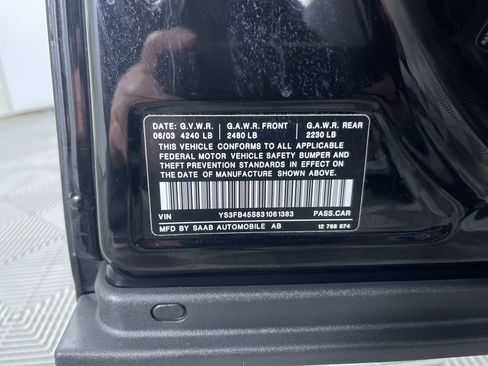 DATE: G.V.W.R. G.A.W.R. FRONT G.A.W.R. REAR
06/03 4240 LB 2460 LB 2230 LB
THIS VEHICLE CONFORMS TO ALL APPLICABLE
FEDERAL MOTOR VEHICLE SAFETY BUMPER AND
THEFT PREVENTION STANDARDS IN EFFECT ON
THE DATE OF MANUFACTURE SHOWN ABOVE.
VIN YS3FB45S831061383 PASS.CAR
MFD BY SAAB AUTOMOBILE AB 12 788 874